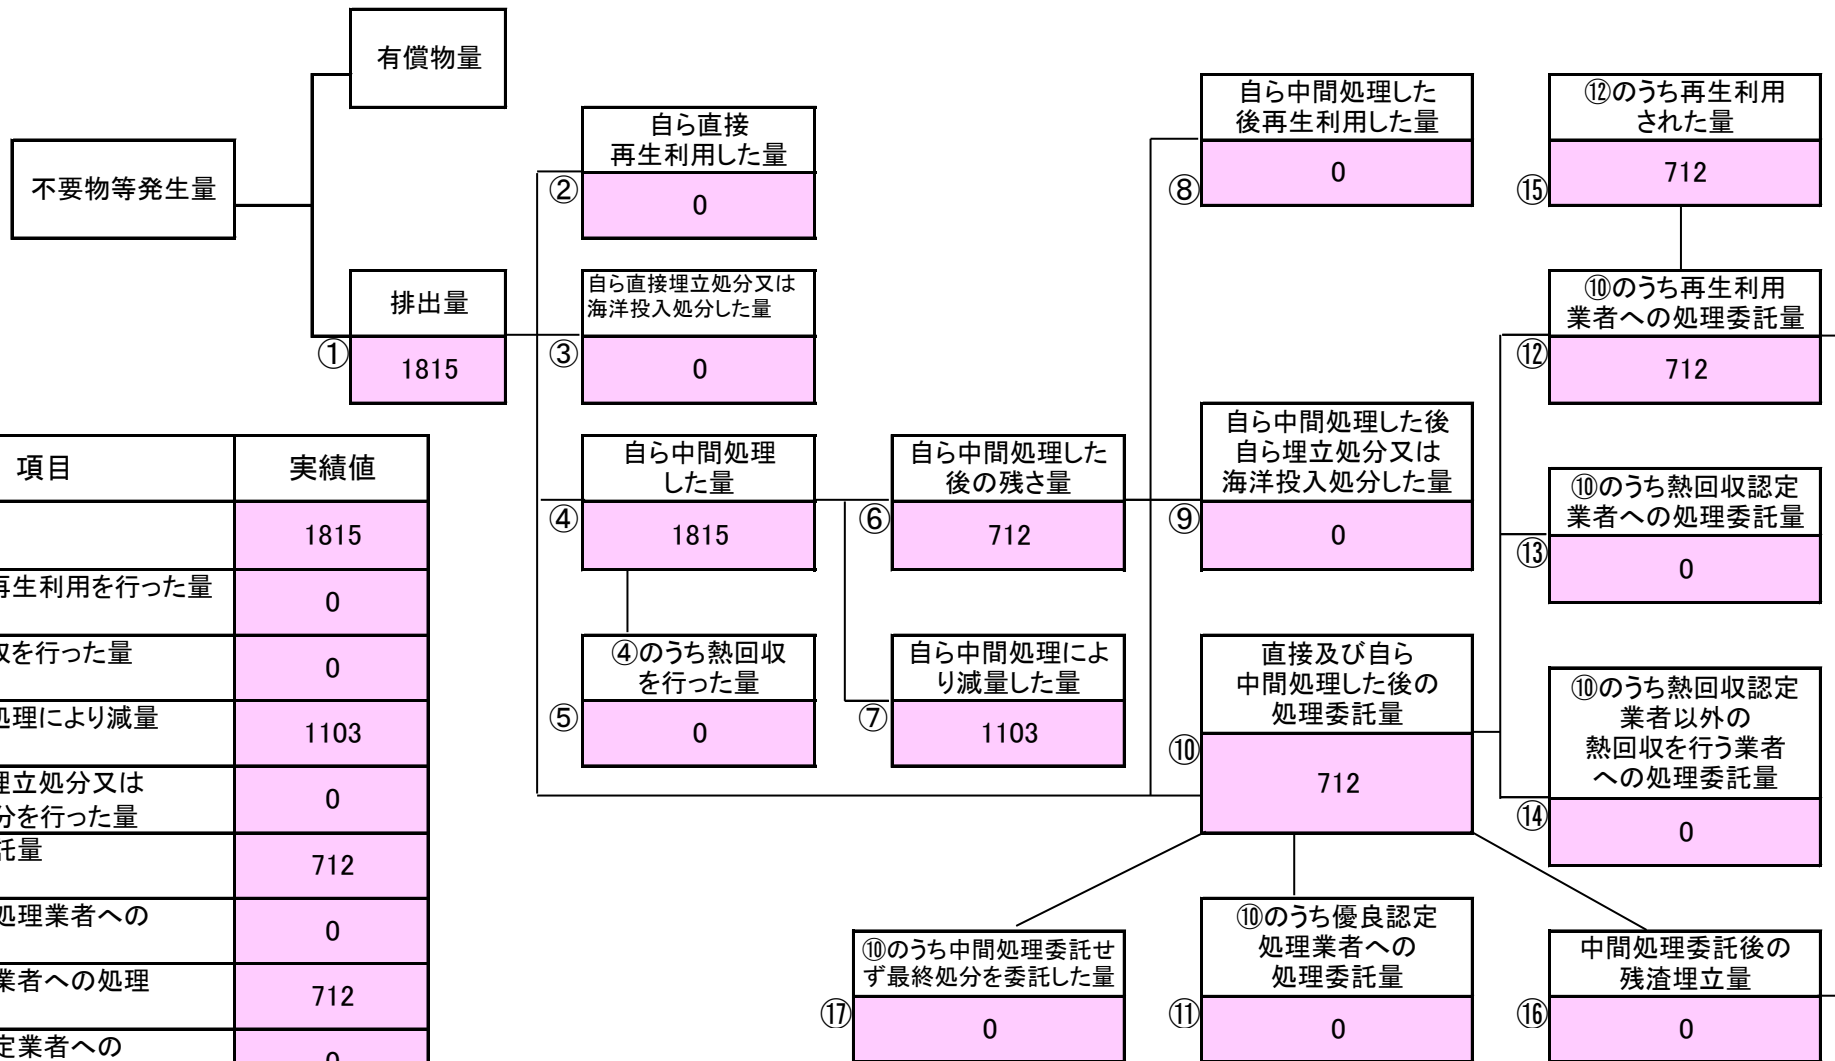 有償物量
不要物等発生量
排出量
①
1815
自ら直接
再生利用した量
②
0
自ら直接埋立処分又は
海洋投入処分した量
③
0
自ら中間処理
した量
④
1815
④のうち熱回収
を行った量
⑤
0
自ら中間処理した
後の残さ量
⑥
712
自ら中間処理によ
り減量した量
⑦
1103
自ら中間処理した
後再生利用した量
⑧
0
自ら中間処理した後
自ら埋立処分又は
海洋投入処分した量
⑨
0
直接及び自ら
中間処理した後の
処理委託量
⑩
712
⑫のうち再生利用
された量
⑮
712
⑩のうち再生利用
業者への処理委託量
⑫
712
⑩のうち熱回収認定
業者への処理委託量
⑬
0
⑩のうち熱回収認定
業者以外の
熱回収を行う業者
への処理委託量
⑭
0
⑩のうち中間処理委託せ
ず最終処分を委託した量
⑰
0
⑩のうち優良認定
処理業者への
処理委託量
⑪
0
中間処理委託後の
残渣埋立量
⑯
0
項目 実績値
1815
再生利用を行った量 0
を行った量 0
処理により減量 1103
埋立処分又は
分を行った量 0
託量 712
処理業者への 0
業者への処理 712
定業者への 0